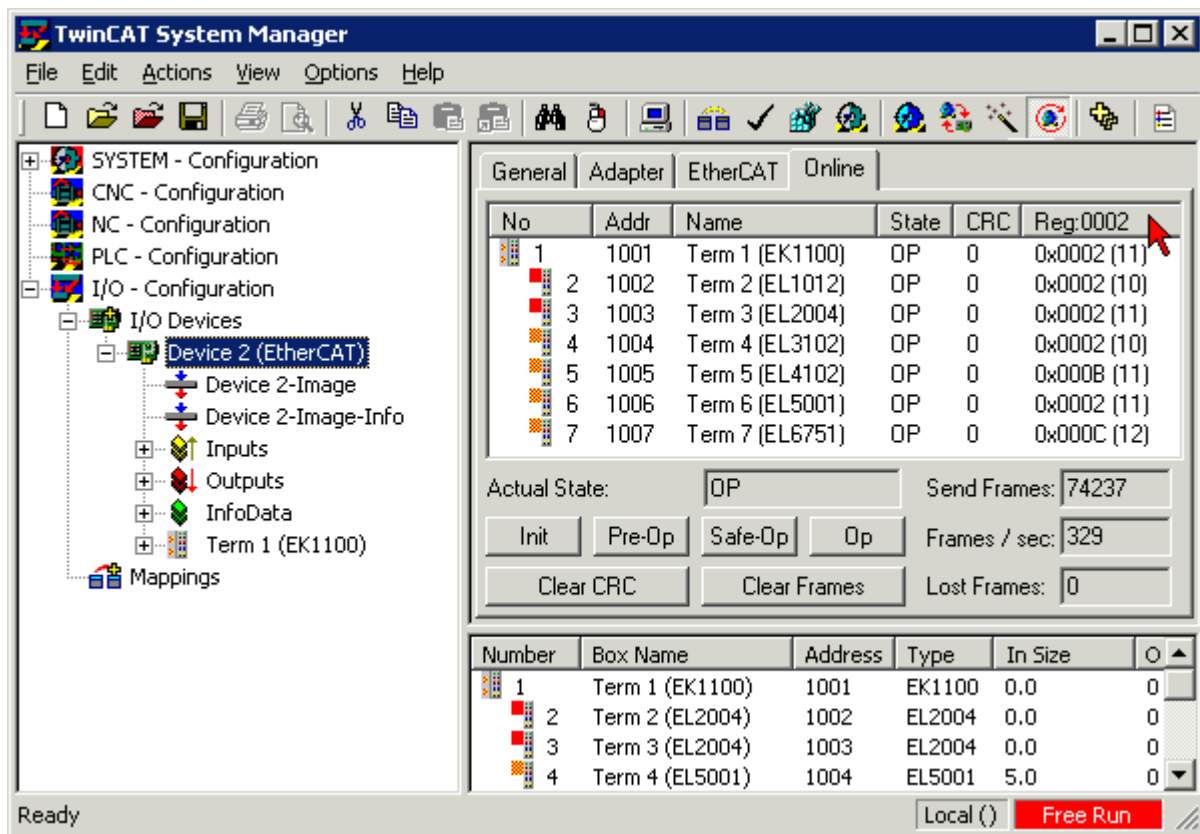 TwinCAT System Manager
File Edit Actions View Options Help
SYSTEM - Configuration
CNC - Configuration
NC - Configuration
PLC - Configuration
I/O - Configuration
I/O Devices
Device 2 (EtherCAT)
Device 2-Image
Device 2-Image-Info
Inputs
Outputs
InfoData
Term 1 (EK1100)
Mappings
General Adapter EtherCAT Online
No Addr Name State CRC Reg:0002
1 1001 Term 1 (EK1100) OP 0 0x0002 (11)
2 1002 Term 2 (EL1012) OP 0 0x0002 (10)
3 1003 Term 3 (EL2004) OP 0 0x0002 (11)
4 1004 Term 4 (EL3102) OP 0 0x0002 (10)
5 1005 Term 5 (EL4102) OP 0 0x000B (11)
6 1006 Term 6 (EL5001) OP 0 0x0002 (11)
7 1007 Term 7 (EL6751) OP 0 0x000C (12)
Actual State: OP Send Frames: 74237
Init Pre-Op Safe-Op Op Frames / sec: 329
Clear CRC Clear Frames Lost Frames: 0
Number Box Name Address Type In Size O
1 Term 1 (EK1100) 1001 EK1100 0.0 0
2 Term 2 (EL2004) 1002 EL2004 0.0 0
3 Term 3 (EL2004) 1003 EL2004 0.0 0
4 Term 4 (EL5001) 1004 EL5001 5.0 0
Ready Local () Free Run